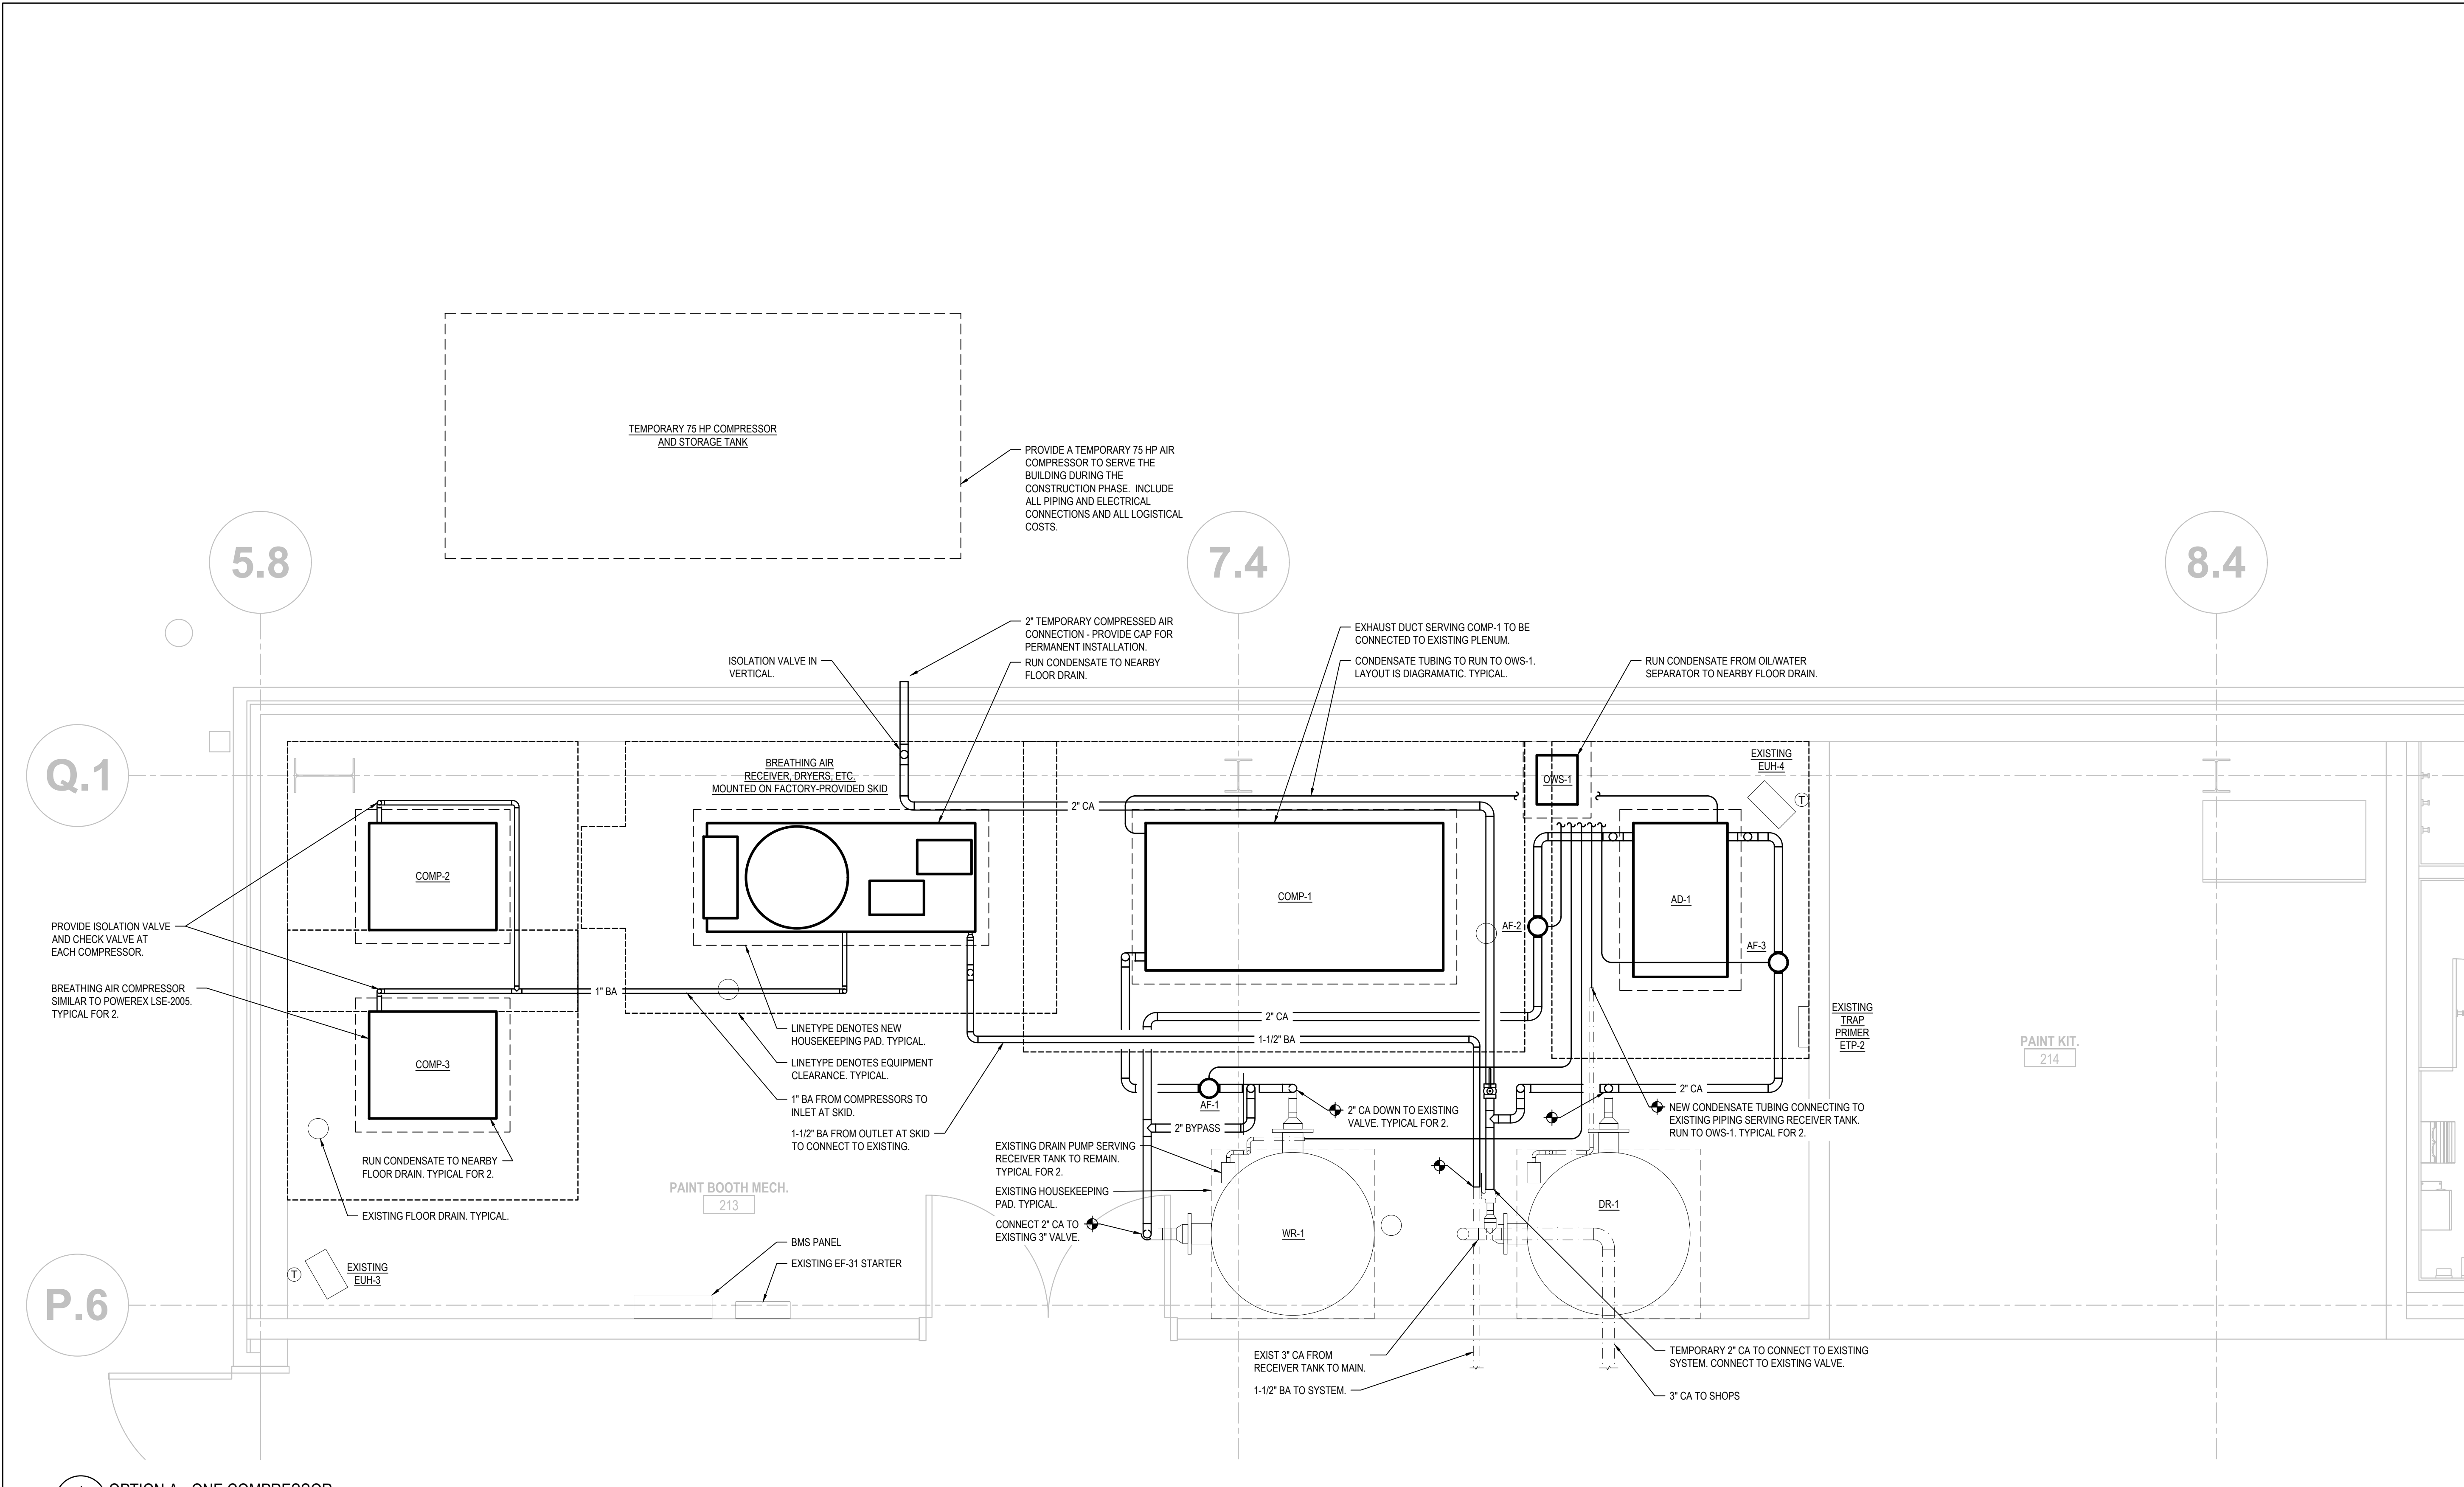 TEMPORARY 75 HP COMPRESSOR
AND STORAGE TANK
PROVIDE A TEMPORARY 75 HP AIR
COMPRESSOR TO SERVE THE
BUILDING DURING THE
CONSTRUCTION PHASE. INCLUDE
ALL PIPING AND ELECTRICAL
CONNECTIONS AND ALL LOGISTICAL
COSTS.
5.8
7.4
8.4
ISOLATION VALVE IN
VERTICAL.
2" TEMPORARY COMPRESSED AIR
CONNECTION - PROVIDE CAP FOR
PERMANENT INSTALLATION.
RUN CONDENSATE TO NEARBY
FLOOR DRAIN.
EXHAUST DUCT SERVING COMP-1 TO BE
CONNECTED TO EXISTING PLENUM.
CONDENSATE TUBING TO RUN TO OWS-1.
LAYOUT IS DIAGRAMATIC. TYPICAL.
RUN CONDENSATE FROM OIL/WATER
SEPARATOR TO NEARBY FLOOR DRAIN.
Q.1
BREATHING AIR
RECEIVER, DRYERS, ETC.
MOUNTED ON FACTORY-PROVIDED SKID
OWS-1
EXISTING
EUH-4
T
2" CA
COMP-2
COMP-1
AD-1
AF-2
AF-3
PROVIDE ISOLATION VALVE
AND CHECK VALVE AT
EACH COMPRESSOR.
BREATHING AIR COMPRESSOR
SIMILAR TO POWEREX LSE-2005.
TYPICAL FOR 2.
1" BA
2" CA
1-1/2" BA
EXISTING
TRAP
PRIMER
ETP-2
PAINT KIT.
214
LINETYPE DENOTES NEW
HOUSEKEEPING PAD. TYPICAL.
LINETYPE DENOTES EQUIPMENT
CLEARANCE. TYPICAL.
1" BA FROM COMPRESSORS TO
INLET AT SKID.
1-1/2" BA FROM OUTLET AT SKID
TO CONNECT TO EXISTING.
COMP-3
AF-1
2" BYPASS
2" CA DOWN TO EXISTING
VALVE. TYPICAL FOR 2.
2" CA
NEW CONDENSATE TUBING CONNECTING TO
EXISTING PIPING SERVING RECEIVER TANK.
RUN TO OWS-1. TYPICAL FOR 2.
EXISTING DRAIN PUMP SERVING
RECEIVER TANK TO REMAIN.
TYPICAL FOR 2.
EXISTING HOUSEKEEPING
PAD. TYPICAL.
CONNECT 2" CA TO
EXISTING 3" VALVE.
RUN CONDENSATE TO NEARBY
FLOOR DRAIN. TYPICAL FOR 2.
EXISTING FLOOR DRAIN. TYPICAL.
PAINT BOOTH MECH.
213
WR-1
DR-1
BMS PANEL
EXISTING EF-31 STARTER
T
EXISTING
EUH-3
P.6
EXIST 3" CA FROM
RECEIVER TANK TO MAIN.
1-1/2" BA TO SYSTEM.
TEMPORARY 2" CA TO CONNECT TO EXISTING
SYSTEM. CONNECT TO EXISTING VALVE.
3" CA TO SHOPS
OPTION A - ONE COMPRESSOR